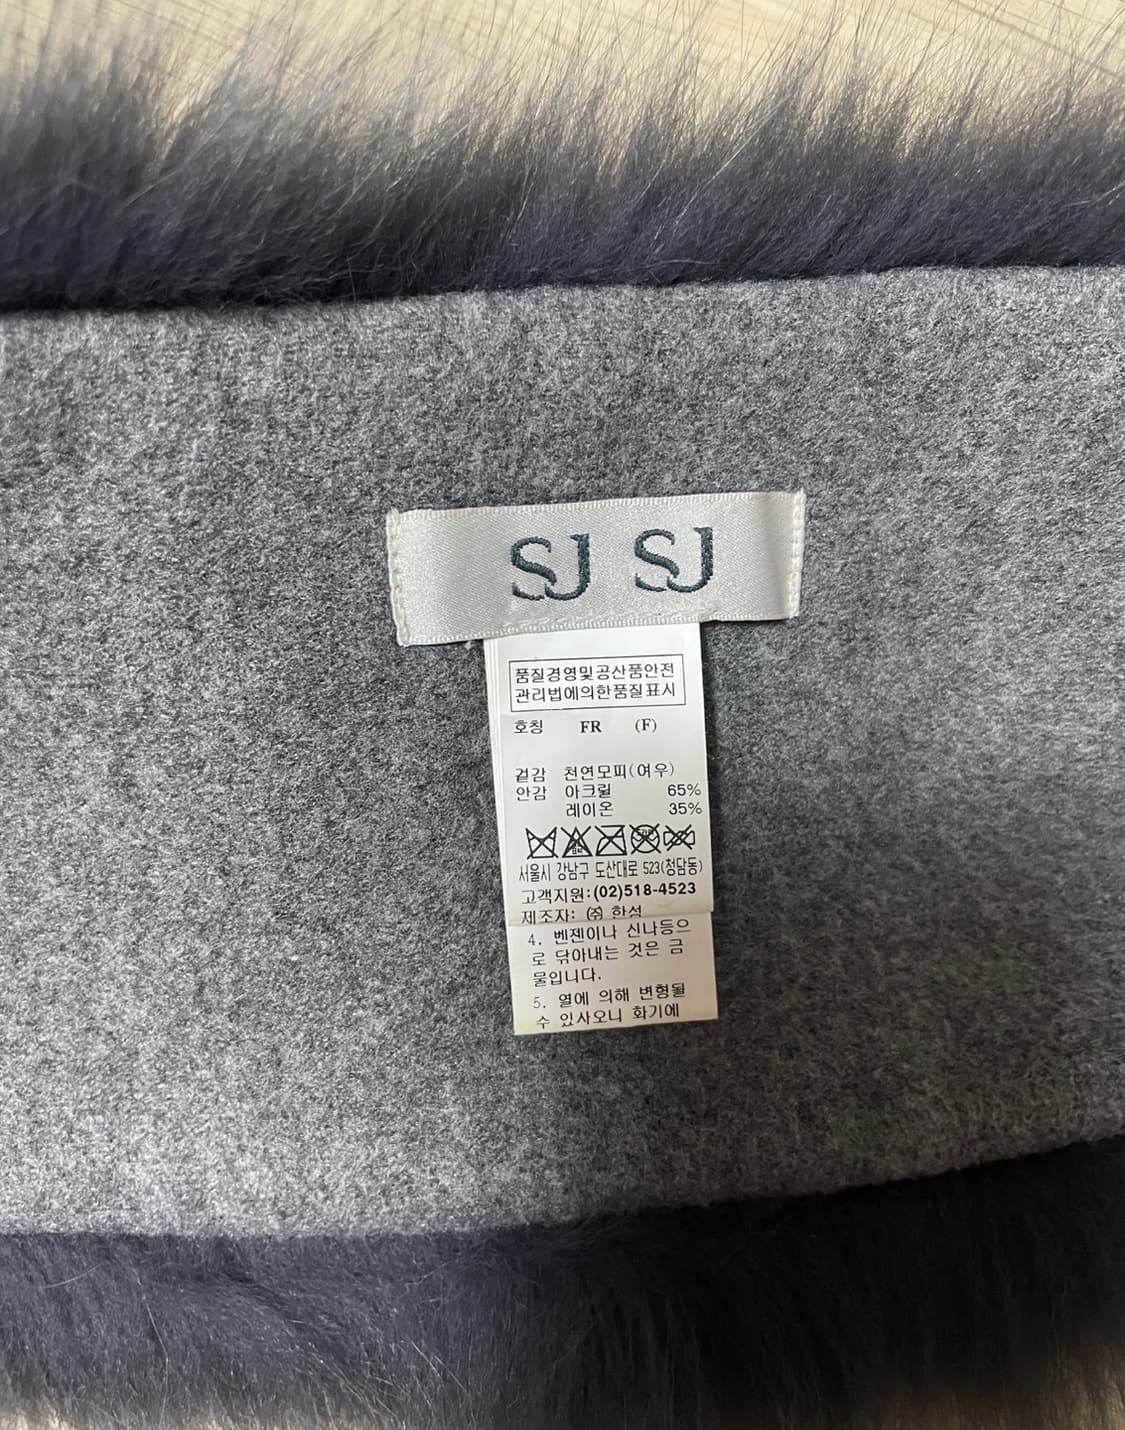 SJ SJ
품질경영및공산품안전
관리법에의한품질표시
호칭 FR (F)
겉감 천연모피(여우)
안감 아크릴 65%
레이온 35%
서울시 강남구 도산대로 523(청담동)
고객지원:(02)518-4523
제조자: ㈜ 한성
4. 벤젠이나 신나등으
로 닦아내는 것은 금
물입니다.
5. 열에 의해 변형될
수 있사오니 화기에